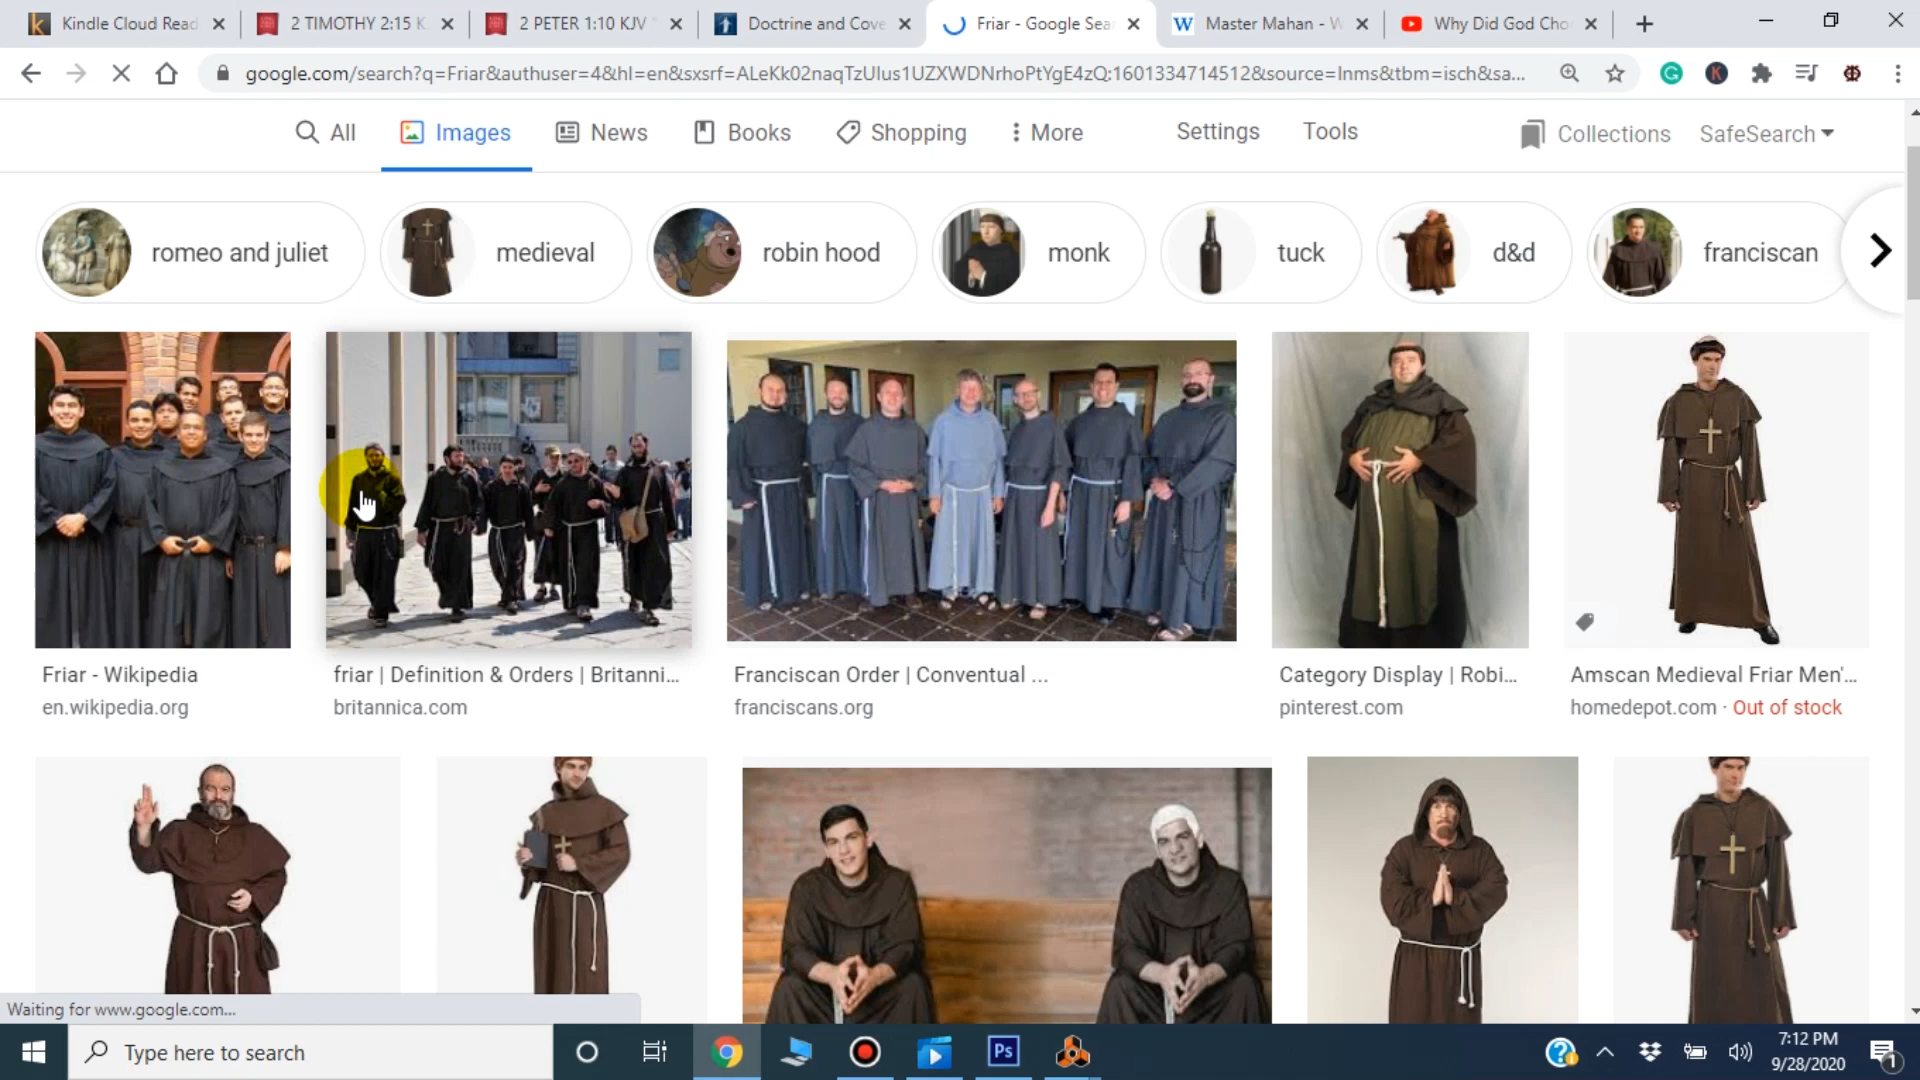 Kindle Cloud Read
2 TIMOTHY 2:15 K
2 PETER 1:10 KJV
Doctrine and Cove
Friar - Google Sea
Master Mahan - W
Why Did God Cho
google.com/search?q=Friar&authuser=4&hl=en&sxsrf=ALeKk02naqTzUIus1UZXWDNrhoPtYgE4zQ:1601334714512&source=lnms&tbm=isch&sa...
All
Images
News
Books
Shopping
More
Settings
Tools
Collections
SafeSearch
romeo and juliet
medieval
robin hood
monk
tuck
d&d
franciscan
Friar - Wikipedia
en.wikipedia.org
friar | Definition & Orders | Britanni...
britannica.com
Franciscan Order | Conventual ...
franciscans.org
Category Display | Robi...
pinterest.com
Amscan Medieval Friar Men'...
homedepot.com · Out of stock
Waiting for www.google.com...
Type here to search
Ps
7:12 PM
9/28/2020
1